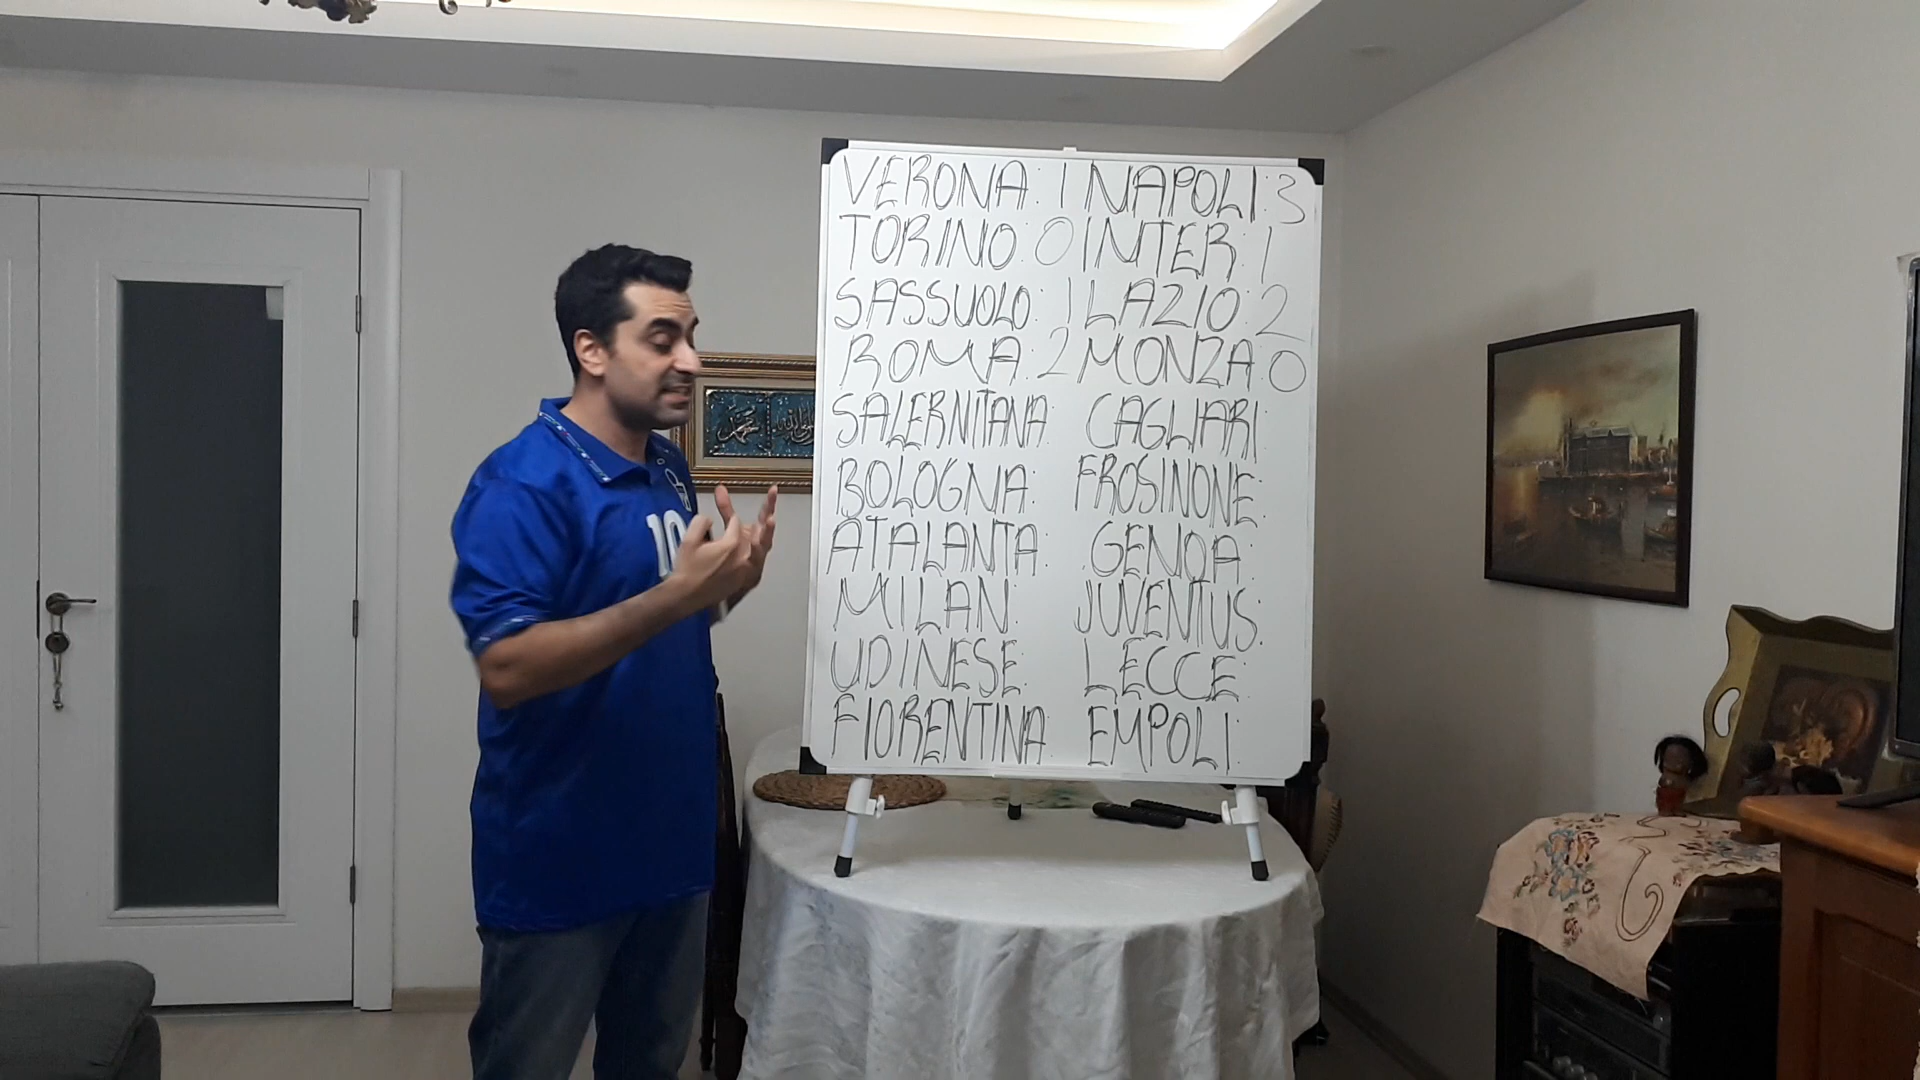 VERONA: 1 NAPOLI: 3
TORINO: 0 INTER: 1
SASSUOLO: 1 LAZIO: 2
ROMA: 2 MONZA: 0
SALERNITANA: CAGLIARI:
BOLOGNA: FROSINONE:
ATALANTA: GENOA:
MILAN: JUVENTUS:
UDINESE: LECCE:
FIORENTINA: EMPOLI:
10